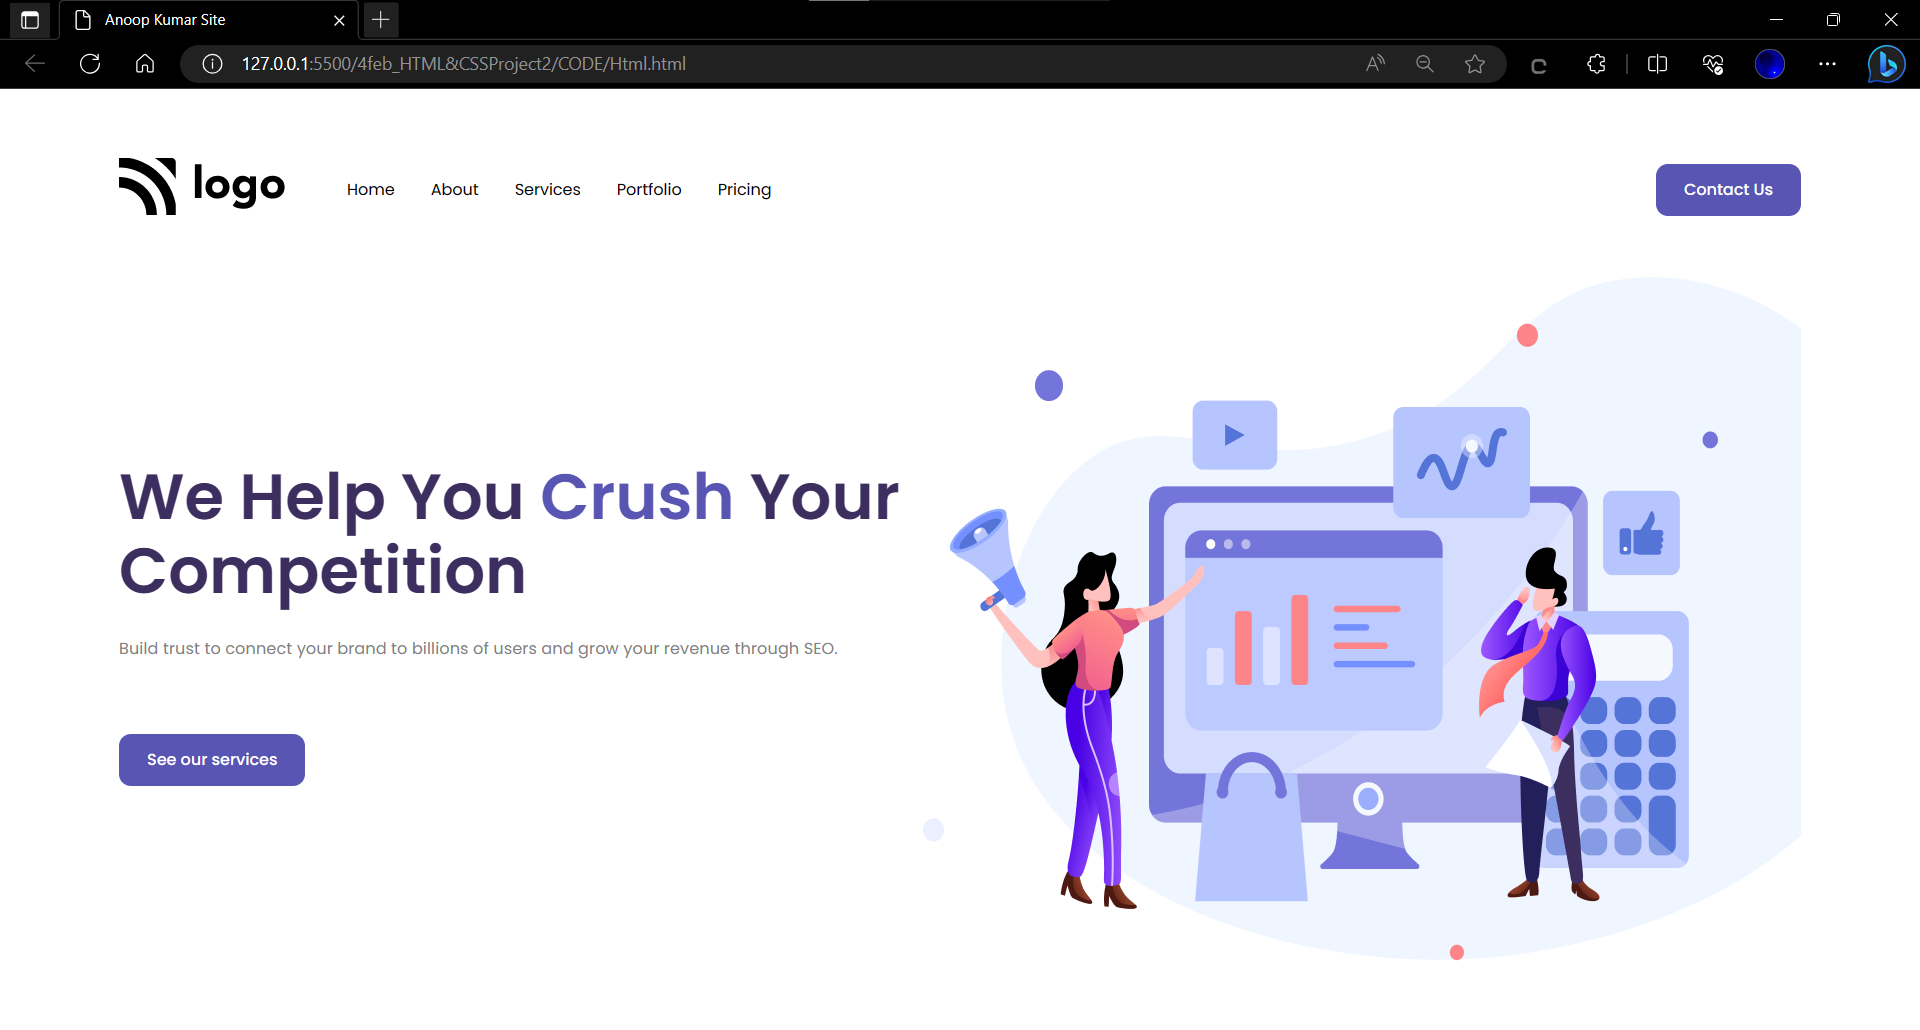 Anoop Kumar Site
127.0.0.1:5500/4feb_HTML&CSSProject2/CODE/Html.html
logo
Home About Services Portfolio Pricing
Contact Us
We Help You Crush Your
Competition
Build trust to connect your brand to billions of users and grow your revenue through SEO.
See our services